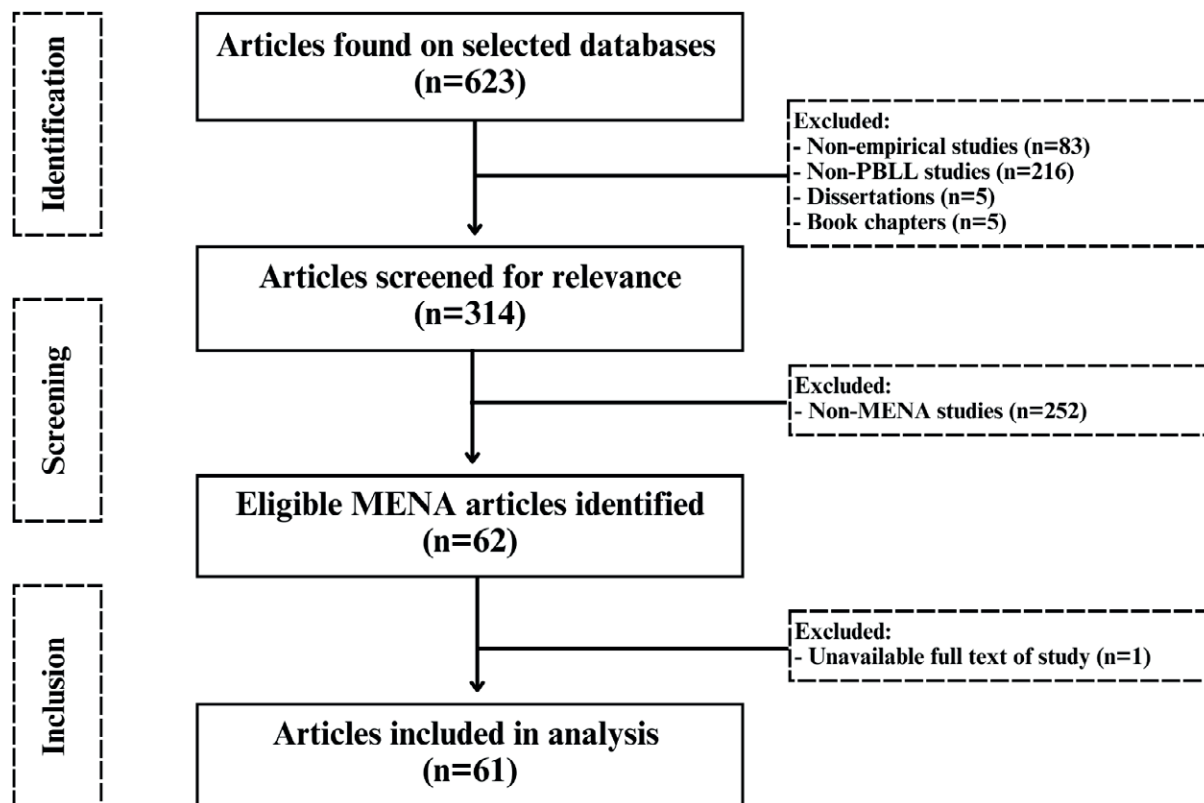 Identification
Articles found on selected databases
(n=623)
Excluded:
- Non-empirical studies (n=83)
- Non-PBLL studies (n=216)
- Dissertations (n=5)
- Book chapters (n=5)
Screening
Articles screened for relevance
(n=314)
Excluded:
- Non-MENA studies (n=252)
Eligible MENA articles identified
(n=62)
Inclusion
Excluded:
- Unavailable full text of study (n=1)
Articles included in analysis
(n=61)